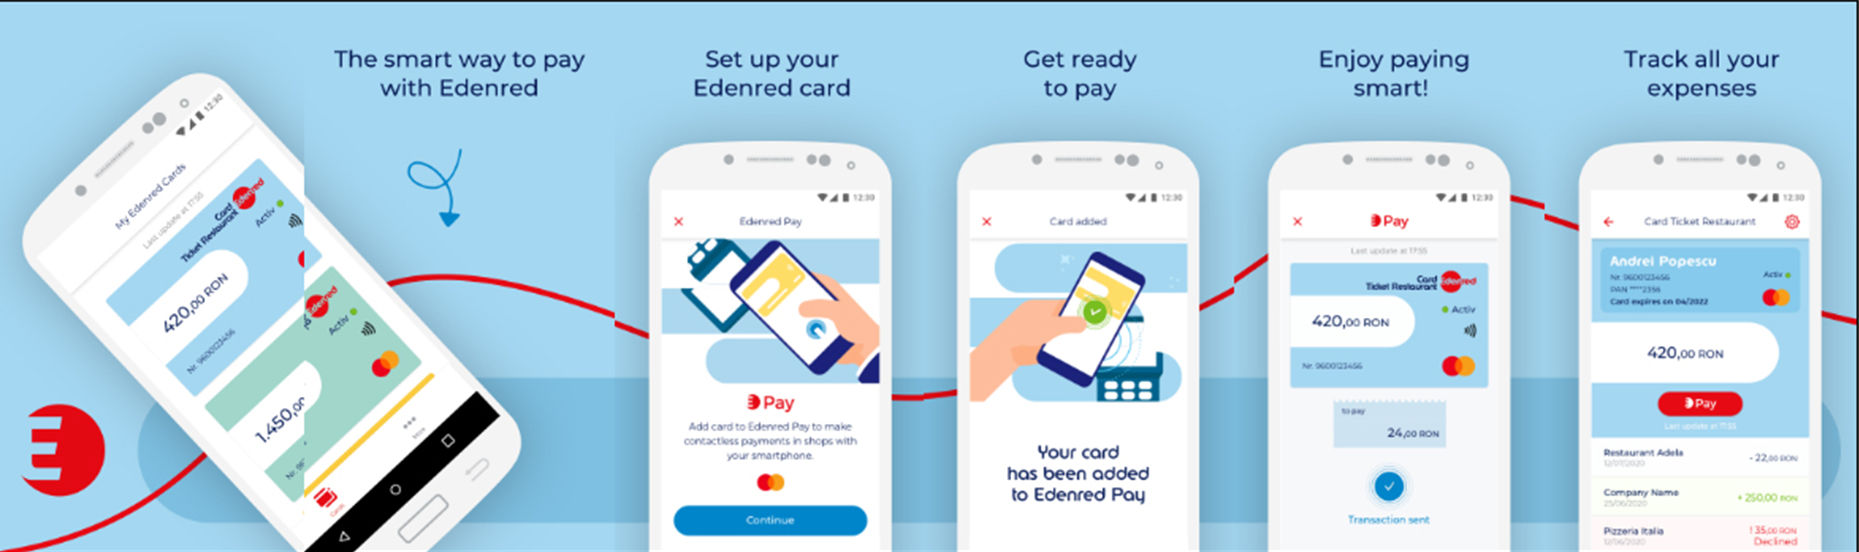 The smart way to pay
with Edenred
My Edenred Cards
Last update at 17:55
12:30
Card
Ticket Restaurant
Edenred
Activ
420,00 RON
Nr. 9600123456
Edenred
Activ
1.450,00
Nr. 96
Cards
More
Set up your
Edenred card
12:30
Edenred Pay
Pay
Add card to Edenred Pay to make
contactless payments in shops with
your smartphone.
Continue
Get ready
to pay
12:30
Card added
Your card
has been added
to Edenred Pay
Enjoy paying
smart!
12:30
Pay
Last update at 17:55
Card
Ticket Restaurant
Edenred
420,00 RON
Activ
Nr. 9600123456
to pay
24,00 RON
Transaction sent
Track all your
expenses
12:30
Card Ticket Restaurant
Andrei Popescu
Nr. 9600123456
Activ
PAN ****2356
Card expires on 04/2022
420,00 RON
Pay
Last update at 17:55
Restaurant Adela
- 22,00 RON
12/07/2020
Company Name
+ 250,00 RON
25/06/2020
Pizzeria Italia
! 35,00 RON
12/06/2020
Declined